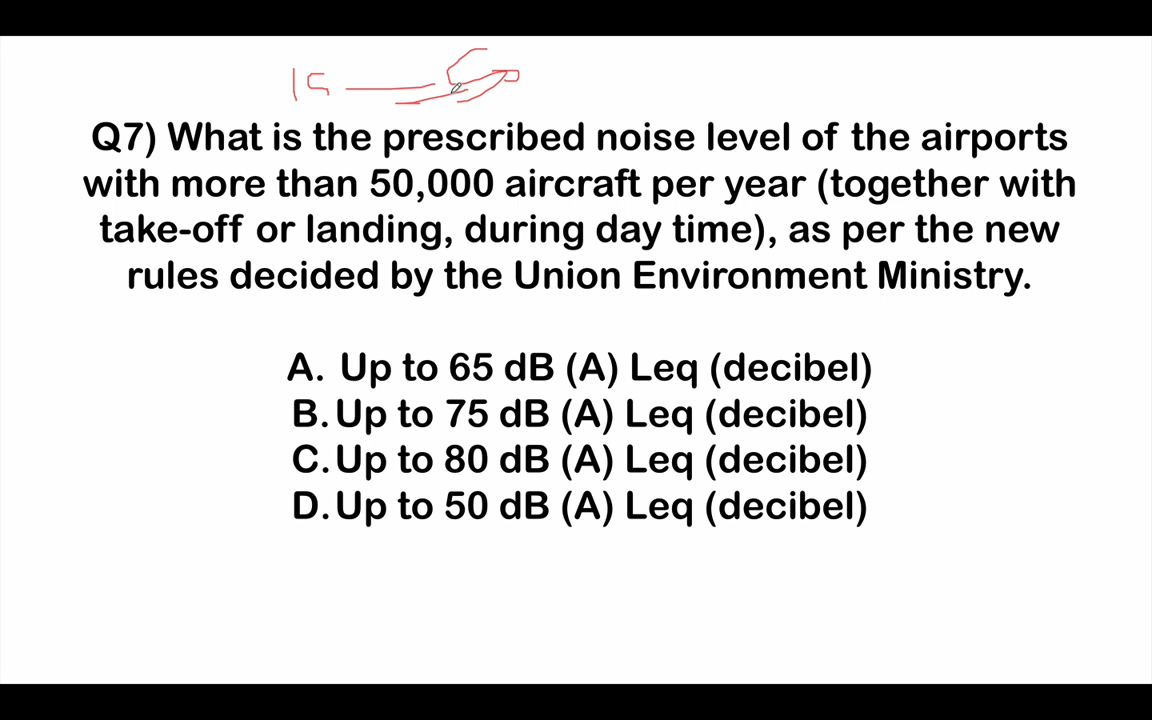 15
Q7) What is the prescribed noise level of the airports
with more than 50,000 aircraft per year (together with
take-off or landing, during day time), as per the new
rules decided by the Union Environment Ministry.
A. Up to 65 dB (A) Leq (decibel)
B. Up to 75 dB (A) Leq (decibel)
C. Up to 80 dB (A) Leq (decibel)
D. Up to 50 dB (A) Leq (decibel)